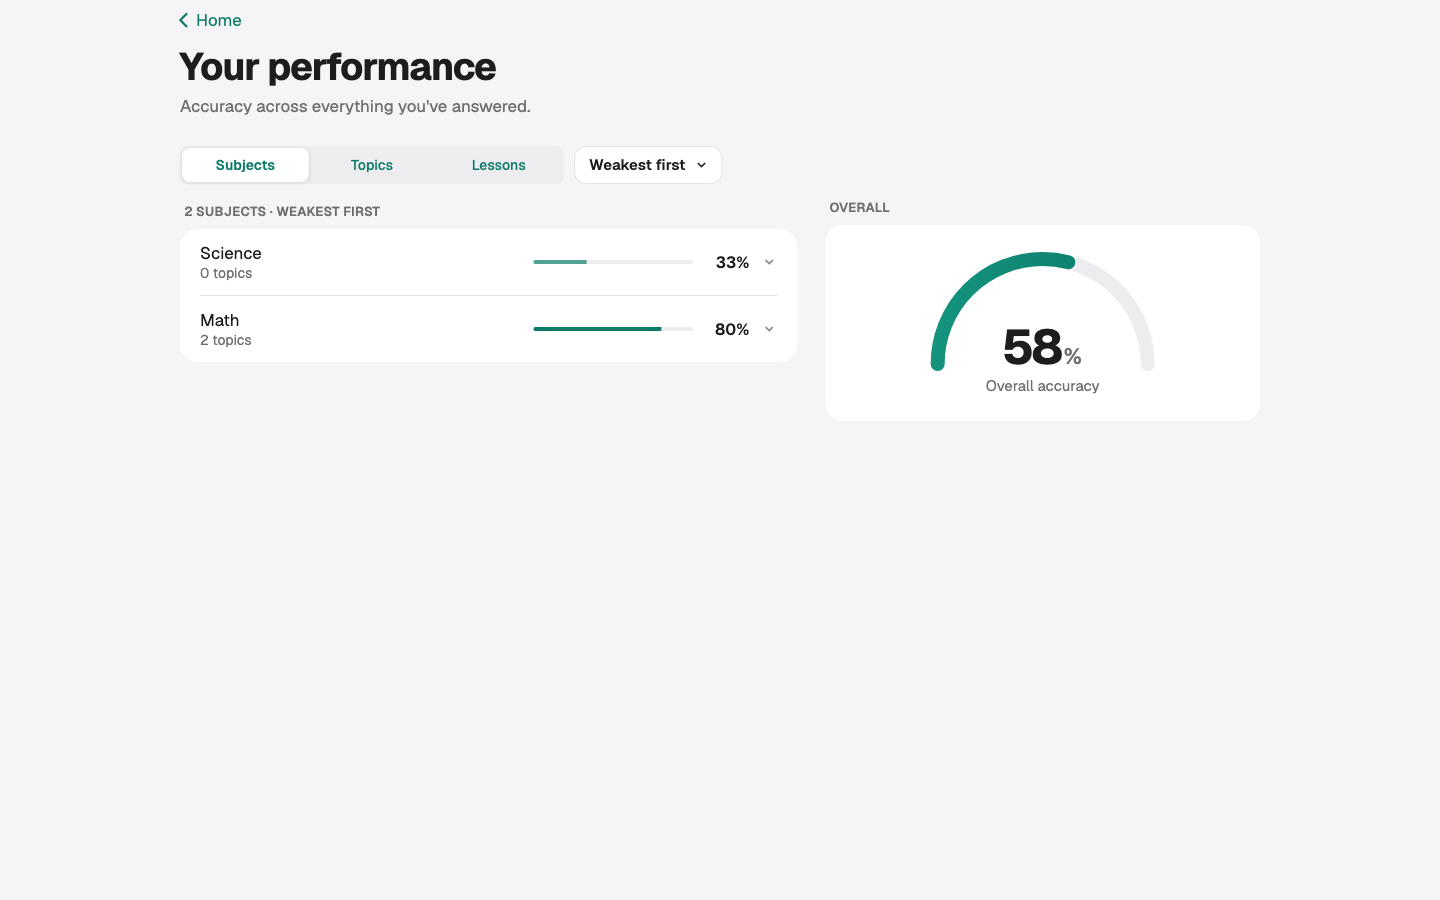 Home
Your performance
Accuracy across everything you've answered.
Subjects
Topics
Lessons
Weakest first
2 SUBJECTS · WEAKEST FIRST
Science
0 topics
33%
Math
2 topics
80%
OVERALL
58%
Overall accuracy